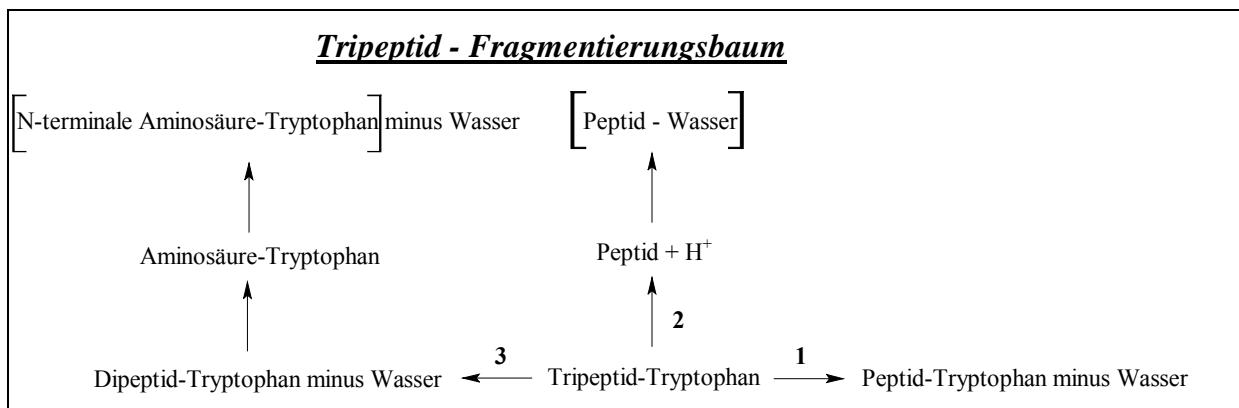 Tripeptid - Fragmentierungsbaum
[N-terminale Aminosäure-Tryptophan] minus Wasser [Peptid - Wasser]
Aminosäure-Tryptophan Peptid + H⁺
2
3 1
Dipeptid-Tryptophan minus Wasser Tripeptid-Tryptophan Peptid-Tryptophan minus Wasser